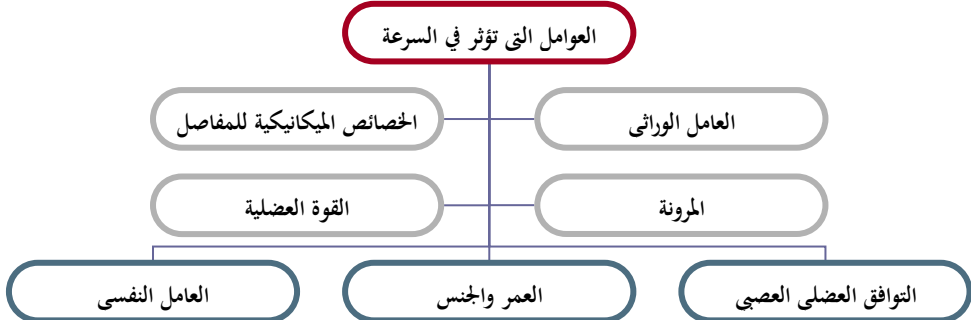 العوامل التى تؤثر في السرعة
العامل الوراثى
الخصائص الميكانيكية للمفاصل
المرونة
القوة العضلية
التوافق العضلى العصبي
العمر والجنس
العامل النفسى